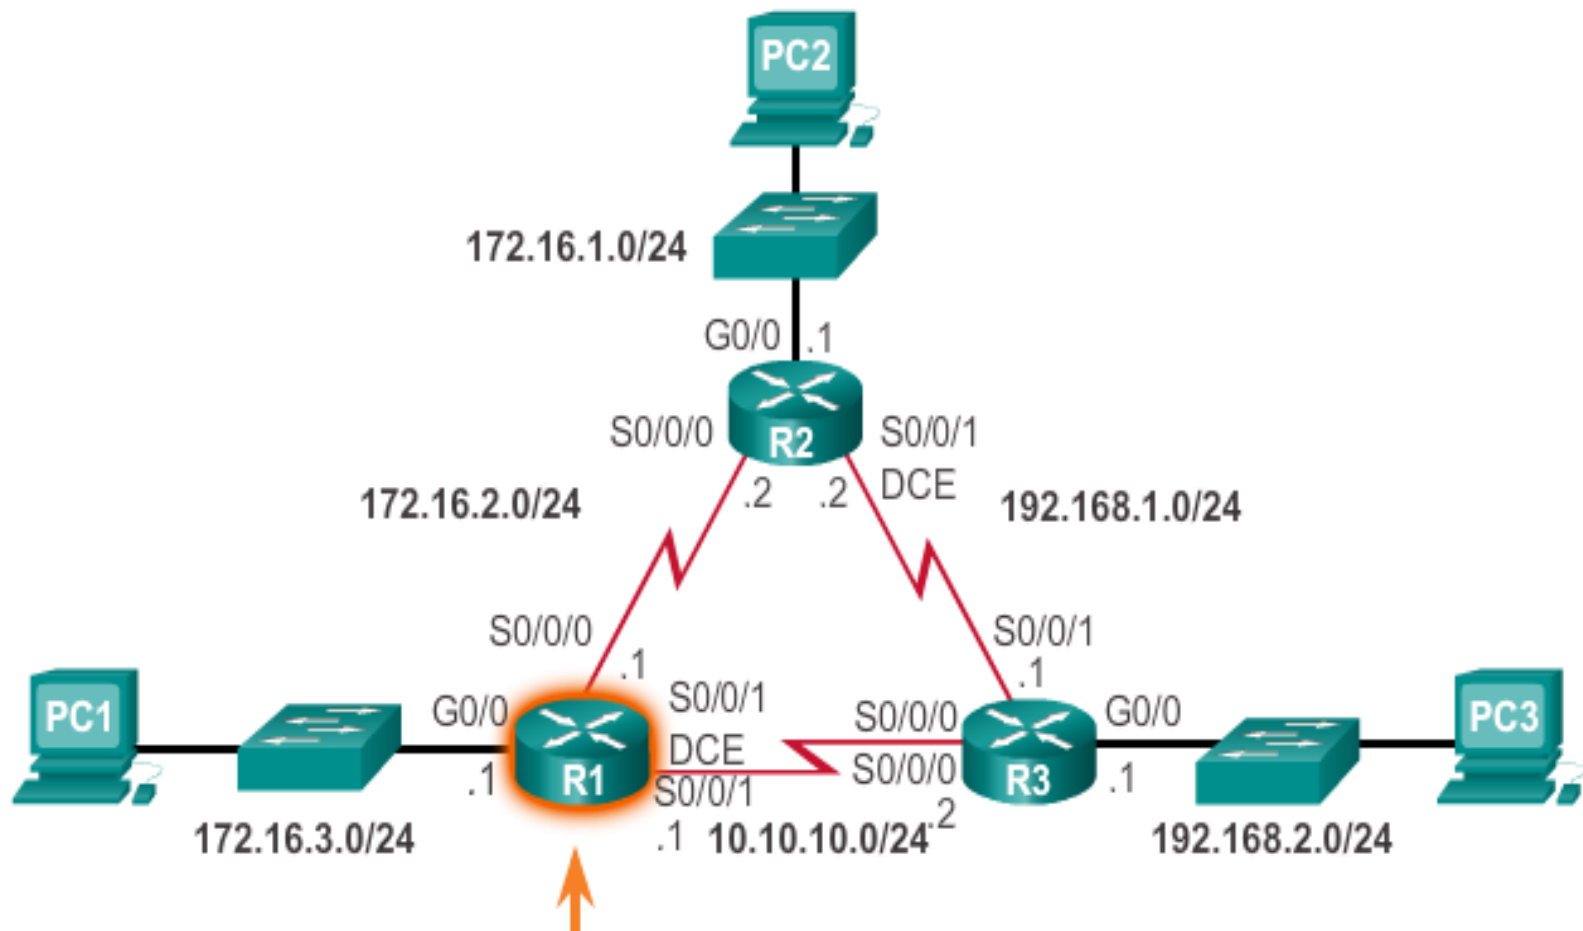 PC2
172.16.1.0/24
G0/0
.1
S0/0/0
R2
S0/0/1
DCE
.2
.2
172.16.2.0/24
192.168.1.0/24
S0/0/0
.1
S0/0/1
.1
PC1
G0/0
.1
R1
S0/0/1
DCE
S0/0/1
.1
S0/0/0
S0/0/0
.2
R3
G0/0
.1
PC3
172.16.3.0/24
10.10.10.0/24
192.168.2.0/24